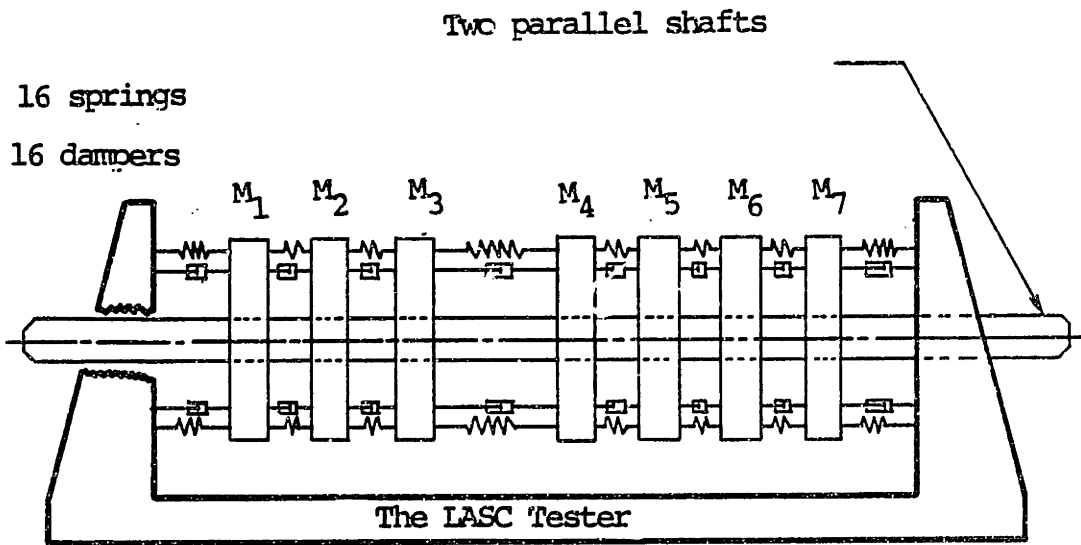 Two parallel shafts
16 springs
16 dampers
M1 M2 M3 M4 M5 M6 M7
The LASC Tester